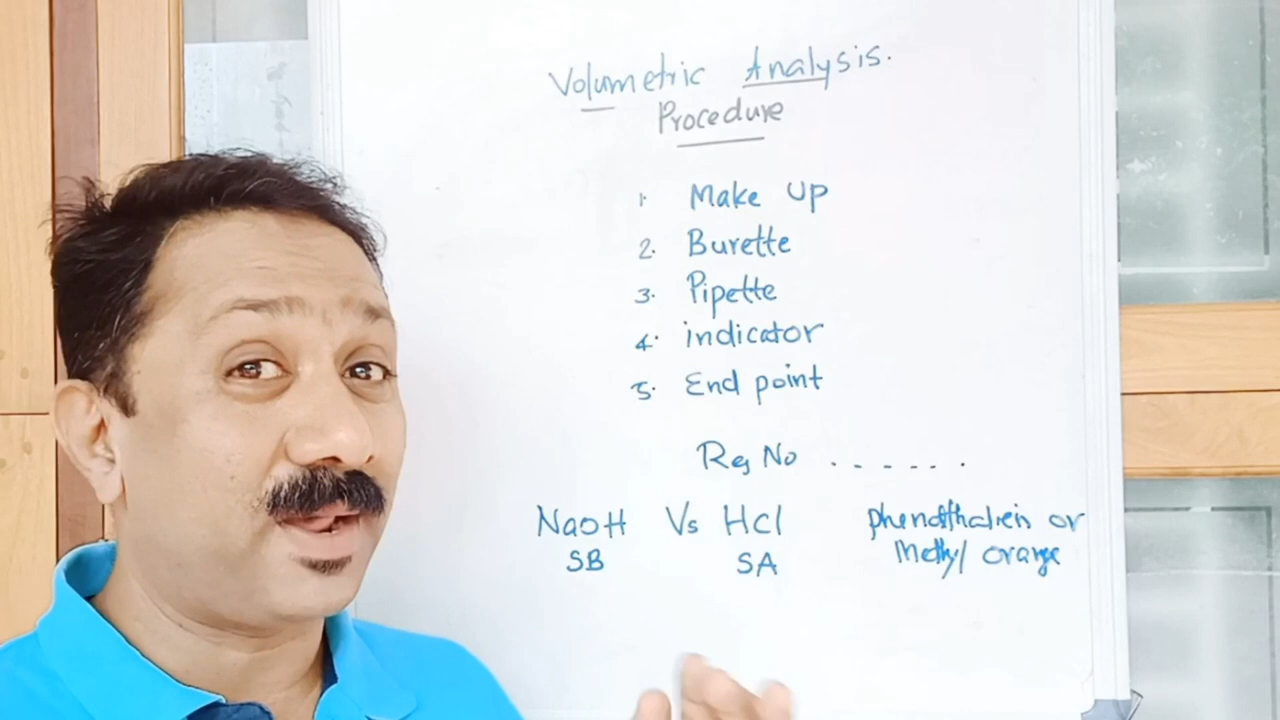 Volumetric Analysis.
Procedure
1. Make Up
2. Burette
3. Pipette
4. indicator
5. End point
Reg No . - - - - .
NaOH Vs HCl phenolthalein or
SB SA Methyl orange